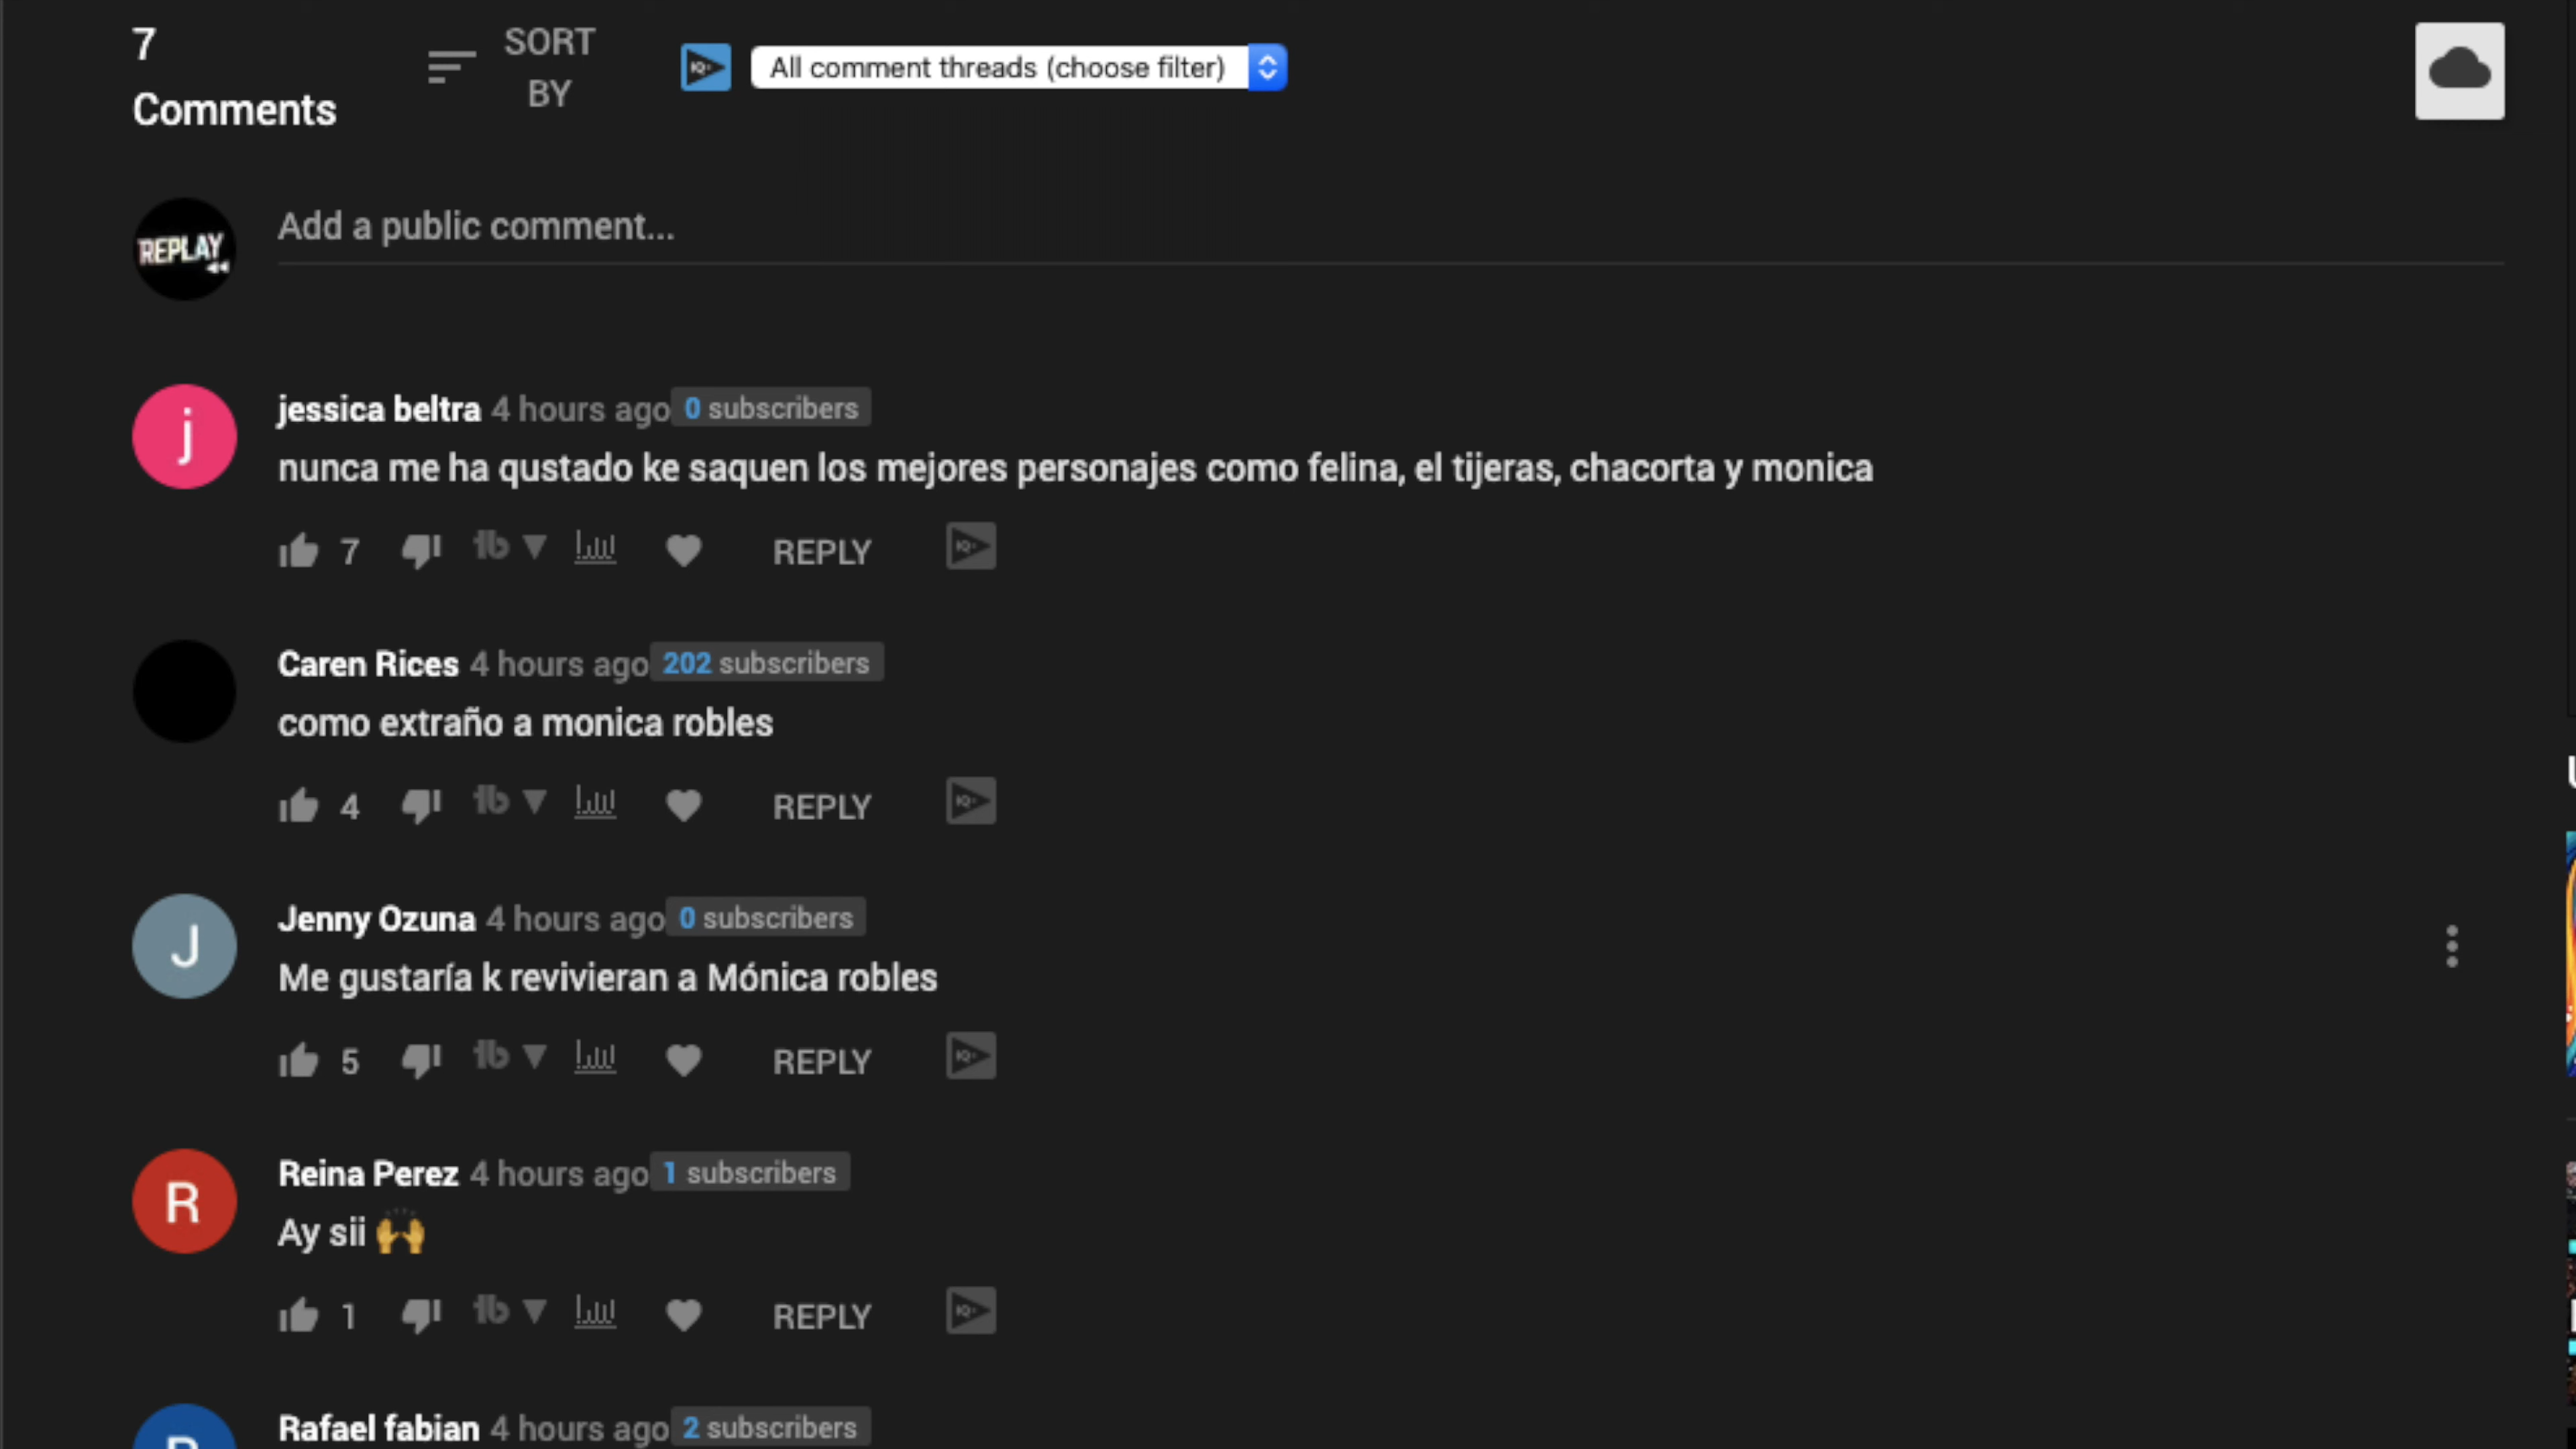 7
Comments
SORT
BY
All comment threads (choose filter)
REPLAY
Add a public comment...
j
jessica beltra 4 hours ago 0 subscribers
nunca me ha qustado ke saquen los mejores personajes como felina, el tijeras, chacorta y monica
7 REPLY
Caren Rices 4 hours ago 202 subscribers
como extraño a monica robles
4 REPLY
J
Jenny Ozuna 4 hours ago 0 subscribers
Me gustaría k revivieran a Mónica robles
5 REPLY
R
Reina Perez 4 hours ago 1 subscribers
Ay sii 🙌
1 REPLY
Rafael fabian 4 hours ago 2 subscribers